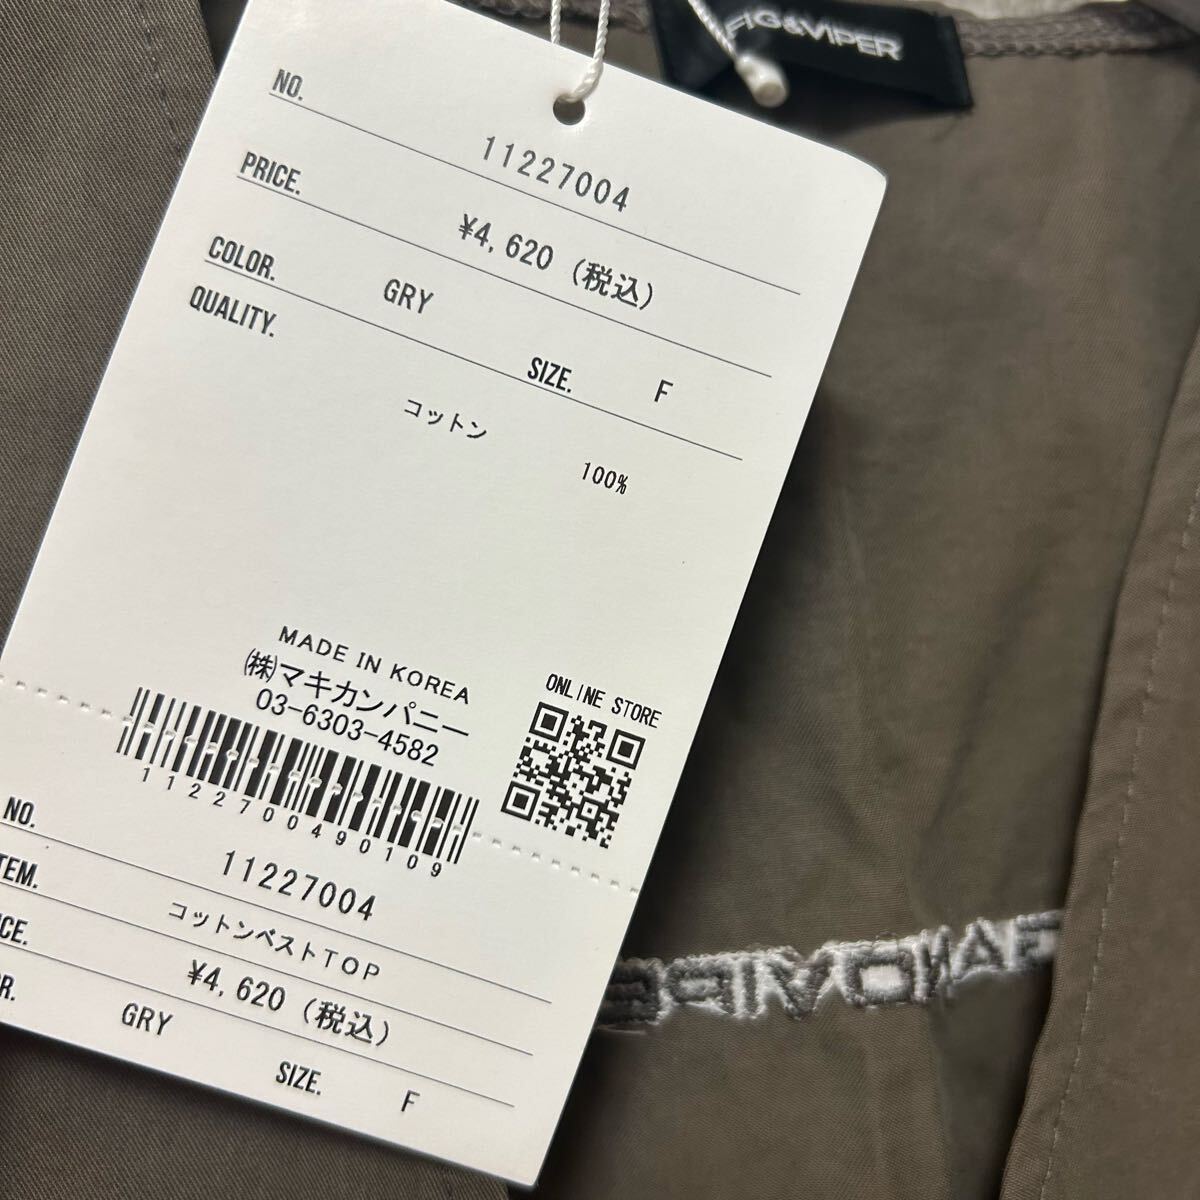 FIG&VIPER
NO.
11227004
PRICE.
¥4,620 (税込)
COLOR.
GRY
SIZE.
F
QUALITY.
コットン
100%
MADE IN KOREA
㈱マキカンパニー
03-6303-4582
ONLINE STORE
1122700490109
NO.
11227004
TEM.
コットンベストTOP
ICE.
¥4,620 (税込)
R.
GRY
SIZE.
F